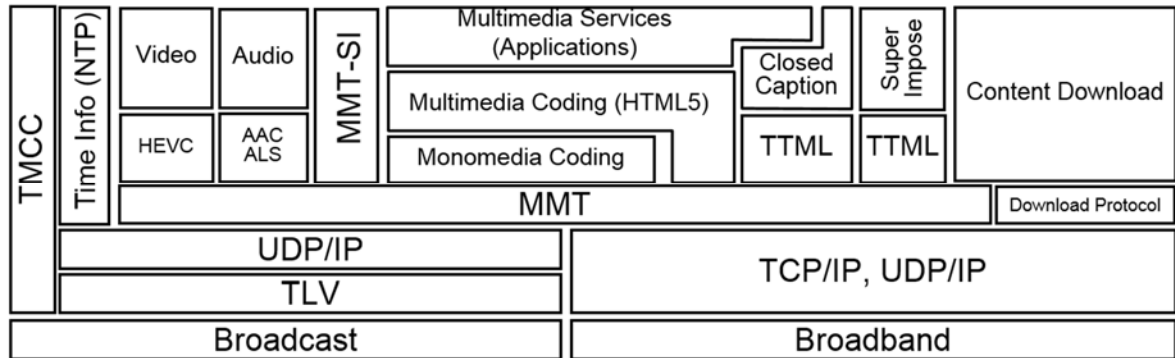 TMCC
Time Info (NTP)
Video
Audio
HEVC
AAC
ALS
MMT-SI
Multimedia Services
(Applications)
Multimedia Coding (HTML5)
Monomedia Coding
Closed
Caption
TTML
Super
Impose
TTML
Content Download
MMT
Download Protocol
UDP/IP
TLV
TCP/IP, UDP/IP
Broadcast
Broadband